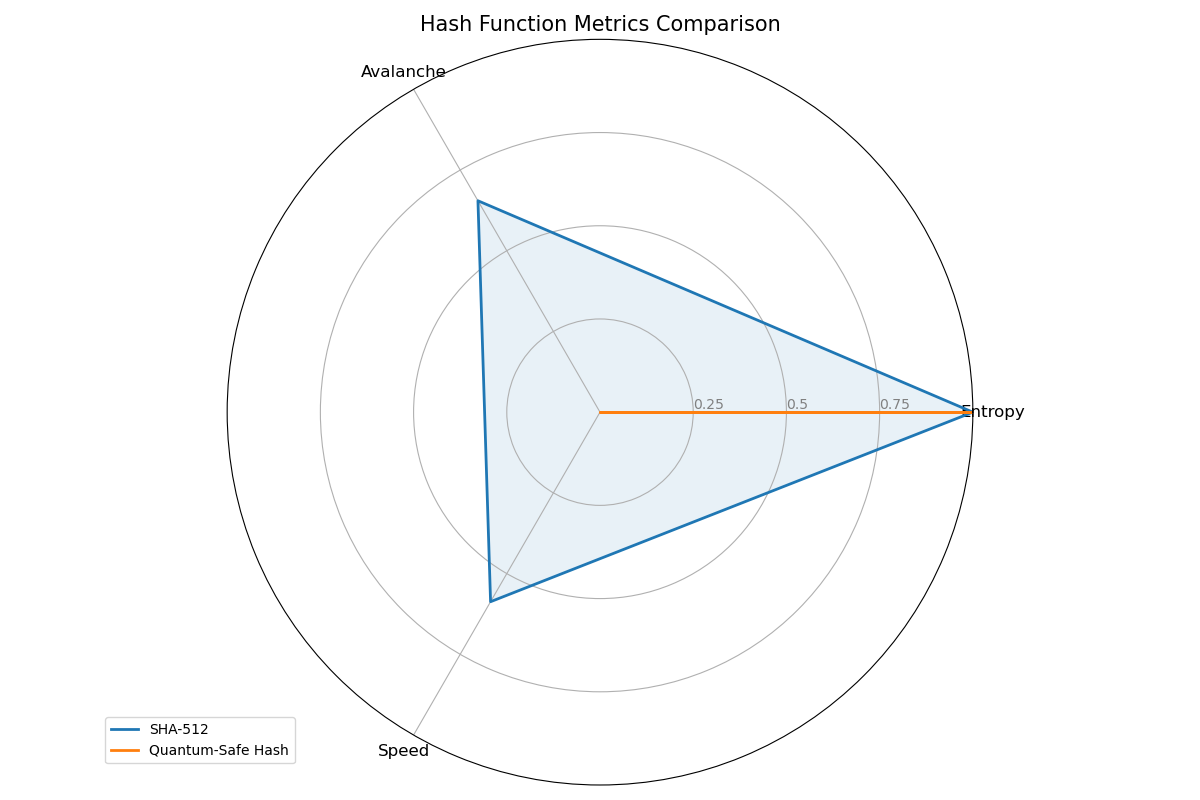 Hash Function Metrics Comparison
Avalanche
0.25
0.5
0.75
Entropy
Speed
SHA-512
Quantum-Safe Hash